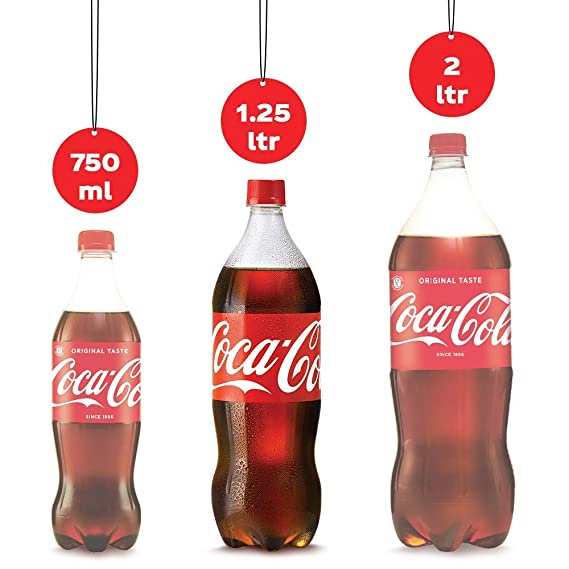 750
ml
1.25
ltr
2
ltr
ORIGINAL TASTE
Coca-Cola
SINCE 1886
Coca-Co
ORIGINAL TASTE
Coca-Cola
SINCE 1886